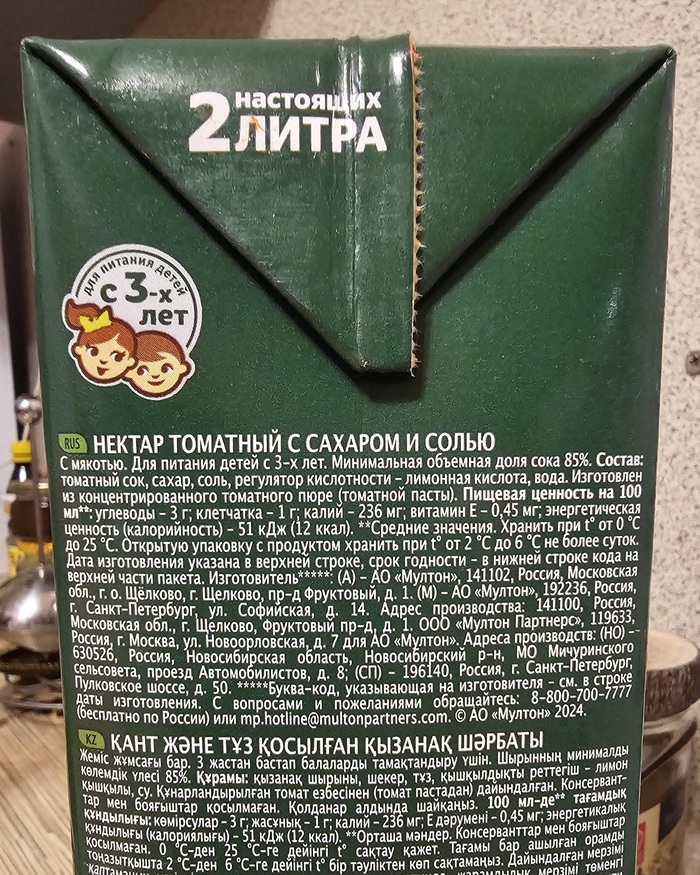 настоящих
2 ЛИТРА
для питания детей
с 3-х
лет
RUS НЕКТАР ТОМАТНЫЙ С САХАРОМ И СОЛЬЮ
С мякотью. Для питания детей с 3-х лет. Минимальная объемная доля сока 85%. Состав:
томатный сок, сахар, соль, регулятор кислотности – лимонная кислота, вода. Изготовлен
из концентрированного томатного пюре (томатной пасты). Пищевая ценность на 100
мл**: углеводы – 3 г; клетчатка – 1 г; калий – 236 мг; витамин Е – 0,45 мг; энергетическая
ценность (калорийность) – 51 кДж (12 ккал). **Средние значения. Хранить при t° от 0 °С
до 25 °С. Открытую упаковку с продуктом хранить при t° от 2 °С до 6 °С не более суток.
Дата изготовления указана в верхней строке, срок годности – в нижней строке кода на
верхней части пакета. Изготовитель*****: (А) – АО «Мултон», 141102, Россия, Московская
обл., г. о. Щёлково, г. Щелково, пр-д Фруктовый, д. 1. (М) – АО «Мултон», 192236, Россия,
г. Санкт-Петербург, ул. Софийская, д. 14. Адрес производства: 141100, Россия,
Московская обл., г. Щёлково, Фруктовый пр-д, д. 1. ООО «Мултон Партнерс», 119633,
Россия, г. Москва, ул. Новоорловская, д. 7 для АО «Мултон». Адреса производств: (НО) –
630526, Россия, Новосибирская область, Новосибирский р-н, МО Мичуринского
сельсовета, проезд Автомобилистов, д. 8; (СП) – 196140, Россия, г. Санкт-Петербург,
Пулковское шоссе, д. 50. *****Буква-код, указывающая на изготовителя – см. в строке
даты изготовления. С вопросами и пожеланиями обращайтесь: 8-800-700-7777
(бесплатно по России) или mp.hotline@multonpartners.com. © АО «Мултон» 2024.
KZ ҚАНТ ЖӘНЕ ТҰЗ ҚОСЫЛҒАН ҚЫЗАНАҚ ШӘРБАТЫ
Жеміс жұмсағы бар. 3 жастан бастап балаларды тамақтандыру үшін. Шырынның минималды
көлемдік үлесі 85%. Құрамы: қызанақ шырыны, шекер, тұз, қышқылдықты реттегіш – лимон
қышқылы, су. Құнарландырылған томат езбесінен (томат пастадан) дайындалған. Консервант-
тар мен бояғыштар қосылмаған. Қолданар алдында шайқаңыз. 100 мл-де** тағамдық
құндылығы: көмірсулар – 3 г; жасұнық – 1 г; калий – 236 мг; Е дәрумені – 0,45 мг; энергетикалық
құндылығы (калориялығы) – 51 кДж (12 ккал). **Орташа мәндер. Консерванттар мен бояғыштар
қосылмаған. 0 °С-ден 25 °С-ге дейінгі t° сақтау қажет. Тағамы бар ашылған орамды
тоңазытқышта 2 °С-ден 6 °С-ге дейінгі t° бір тәуліктен көп сақтамаңыз. Дайындалған мерзімі
жарамдылық мерзімі төменгі